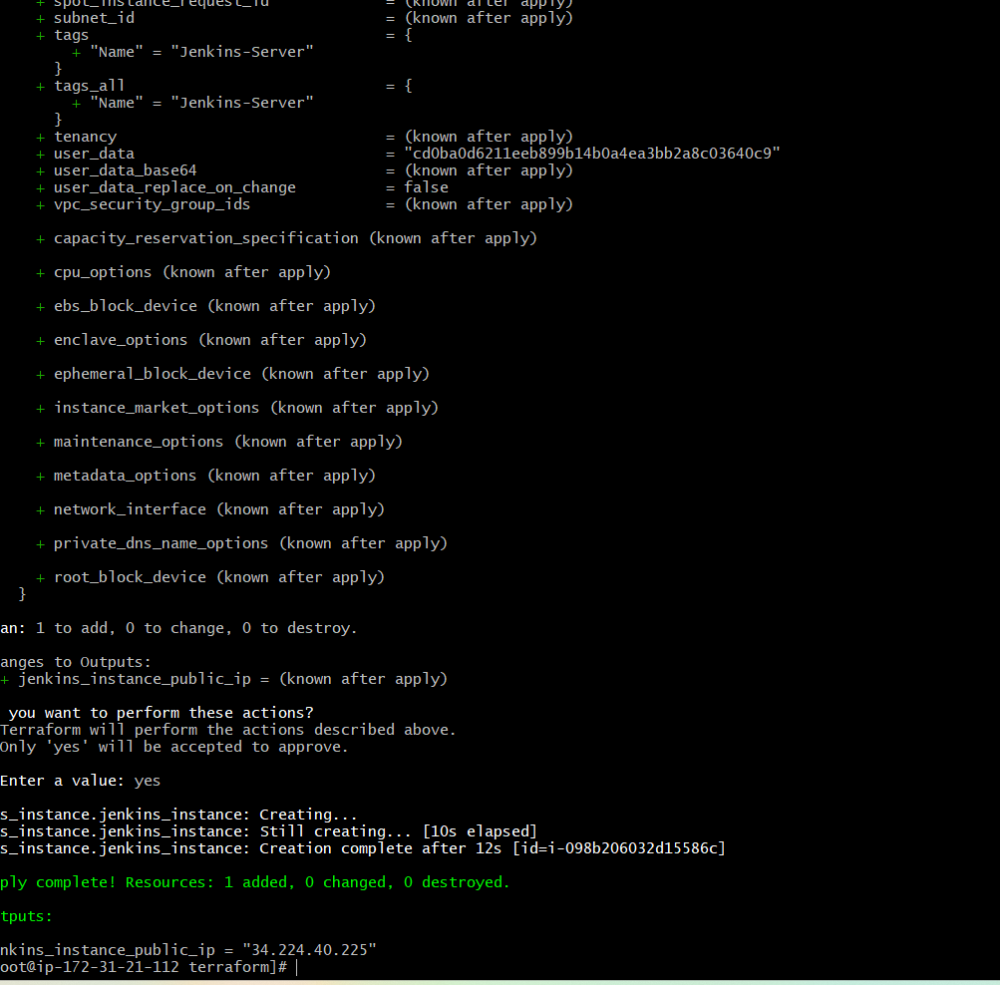 + spot_instance_request_id = (known after apply)
+ subnet_id = (known after apply)
+ tags = {
+ "Name" = "Jenkins-Server"
}
+ tags_all = {
+ "Name" = "Jenkins-Server"
}
+ tenancy = (known after apply)
+ user_data = "cd0ba0d6211eeb899b14b0a4ea3bb2a8c03640c9"
+ user_data_base64 = (known after apply)
+ user_data_replace_on_change = false
+ vpc_security_group_ids = (known after apply)
+ capacity_reservation_specification (known after apply)
+ cpu_options (known after apply)
+ ebs_block_device (known after apply)
+ enclave_options (known after apply)
+ ephemeral_block_device (known after apply)
+ instance_market_options (known after apply)
+ maintenance_options (known after apply)
+ metadata_options (known after apply)
+ network_interface (known after apply)
+ private_dns_name_options (known after apply)
+ root_block_device (known after apply)
}
an: 1 to add, 0 to change, 0 to destroy.
anges to Outputs:
+ jenkins_instance_public_ip = (known after apply)
you want to perform these actions?
Terraform will perform the actions described above.
Only 'yes' will be accepted to approve.
Enter a value: yes
s_instance.jenkins_instance: Creating...
s_instance.jenkins_instance: Still creating... [10s elapsed]
s_instance.jenkins_instance: Creation complete after 12s [id=i-098b206032d15586c]
ply complete! Resources: 1 added, 0 changed, 0 destroyed.
tputs:
nkins_instance_public_ip = "34.224.40.225"
oot@ip-172-31-21-112 terraform]#